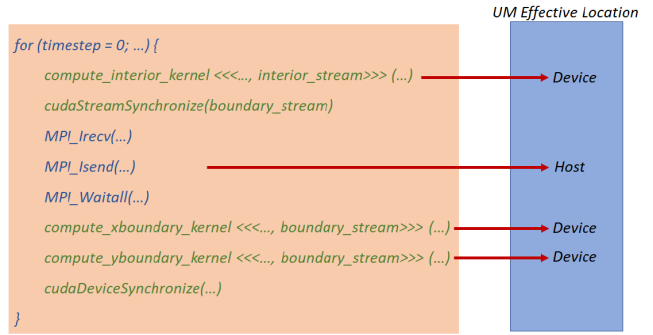 UM Effective Location
for (timestep = 0; ...) {
compute_interior_kernel <<<..., interior_stream>>> (...)
Device
cudaStreamSynchronize(boundary_stream)
MPI_Irecv(...)
MPI_Isend(...)
Host
MPI_Waitall(...)
compute_xboundary_kernel <<<..., boundary_stream>>> (...)
Device
compute_yboundary_kernel <<<..., boundary_stream>>> (...)
Device
cudaDeviceSynchronize(...)
}